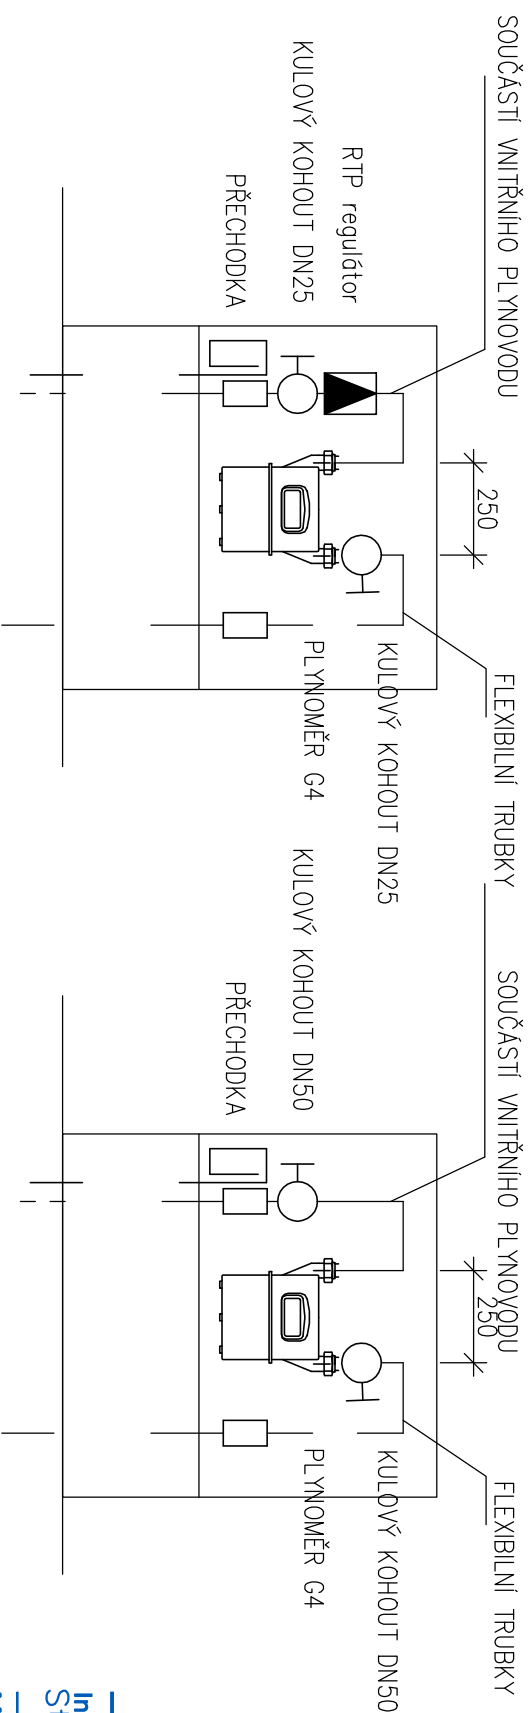 SOUČÁSTÍ VNITŘNÍHO PLYNOVODU
KULOVÝ KOHOUT DN25
RTP regulátor
PŘECHODKA
250
FLEXIBILNÍ TRUBKY
KULOVÝ KOHOUT DN25
PLYNOMĚR G4
SOUČÁSTÍ VNITŘNÍHO PLYNOVODU
KULOVÝ KOHOUT DN50
PŘECHODKA
250
FLEXIBILNÍ TRUBKY
KULOVÝ KOHOUT DN50
PLYNOMĚR G4